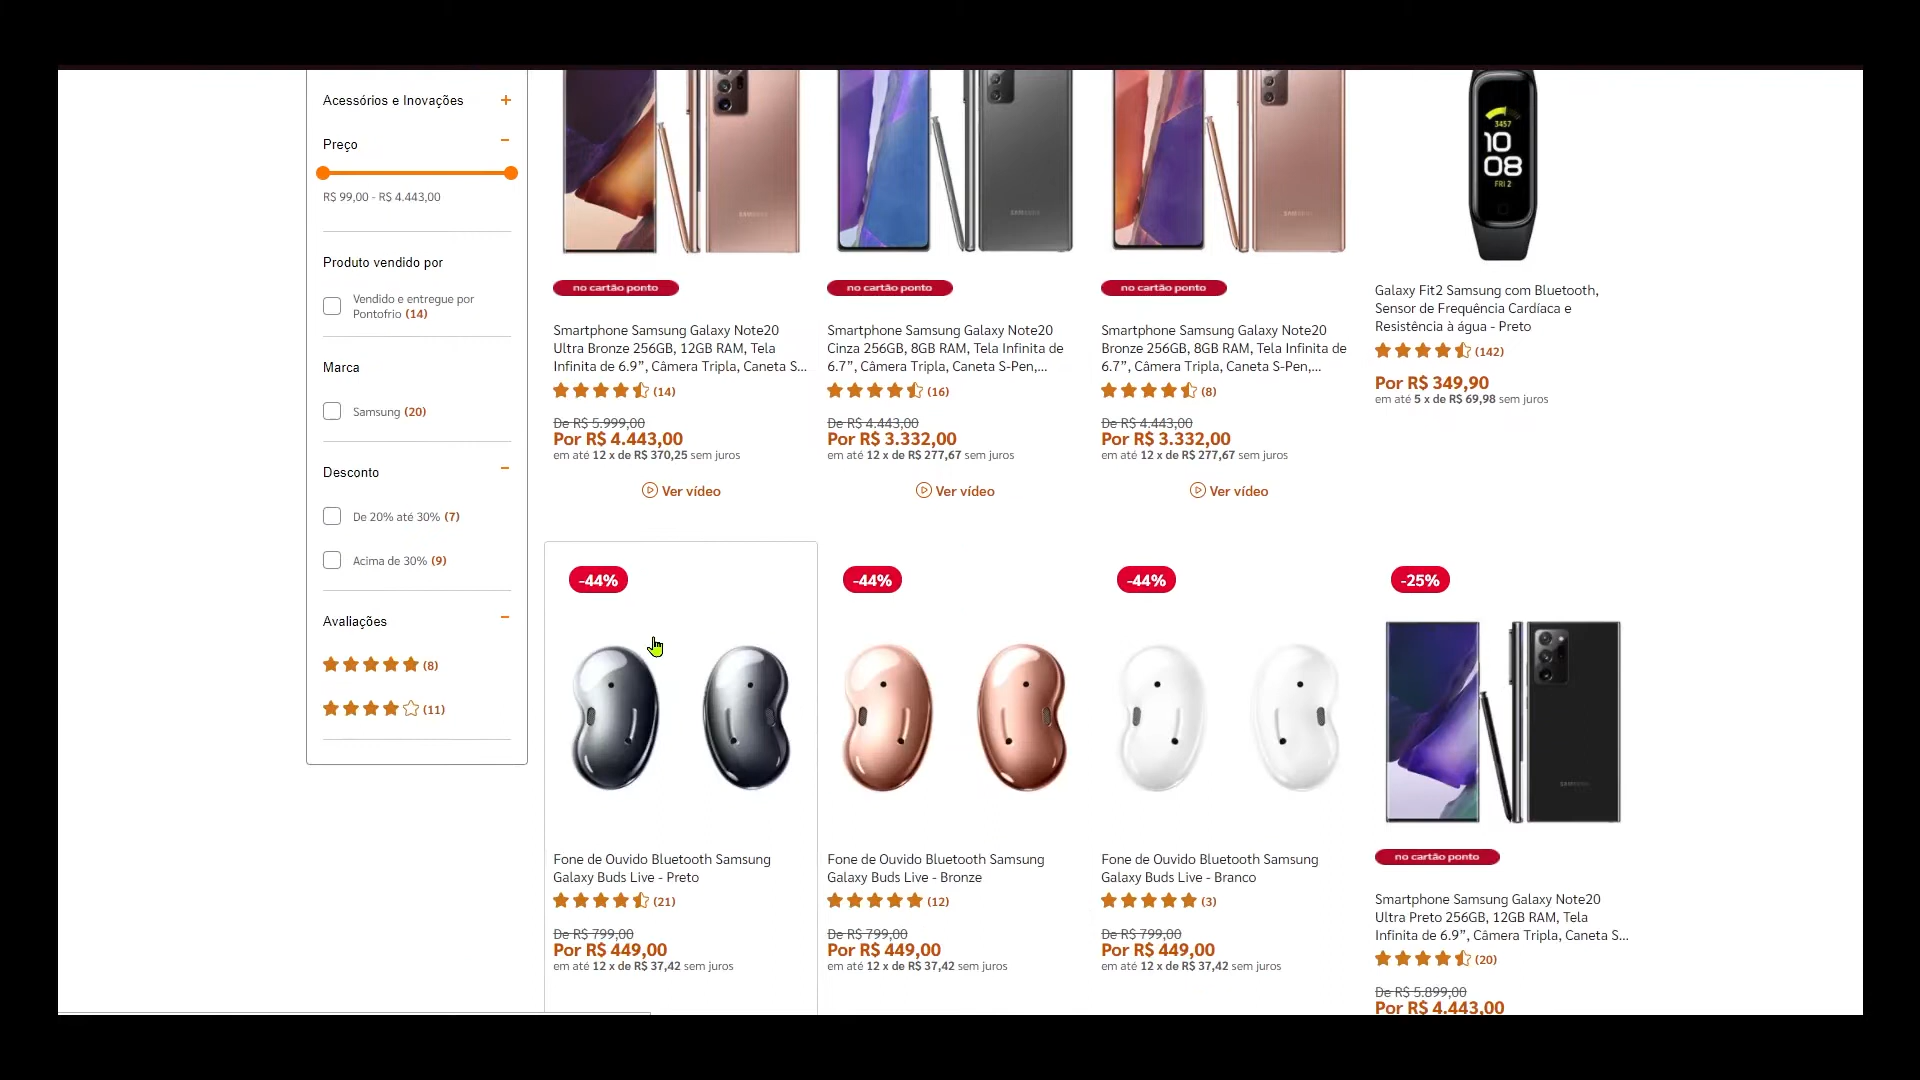 Acessórios e Inovações
Preço
R$ 99,00 - R$ 4.443,00
Produto vendido por
Vendido e entregue por
Pontofrio (14)
Marca
Samsung (20)
Desconto
De 20% até 30% (7)
Acima de 30% (9)
Avaliações
(8)
(11)
SAMSUNG
no cartão ponto
Smartphone Samsung Galaxy Note20
Ultra Bronze 256GB, 12GB RAM, Tela
Infinita de 6.9”, Câmera Tripla, Caneta S...
(14)
De R$ 5.999,00
Por R$ 4.443,00
em até 12 x de R$ 370,25 sem juros
Ver vídeo
SAMSUNG
no cartão ponto
Smartphone Samsung Galaxy Note20
Cinza 256GB, 8GB RAM, Tela Infinita de
6.7”, Câmera Tripla, Caneta S-Pen,...
(16)
De R$ 4.443,00
Por R$ 3.332,00
em até 12 x de R$ 277,67 sem juros
Ver vídeo
SAMSUNG
no cartão ponto
Smartphone Samsung Galaxy Note20
Bronze 256GB, 8GB RAM, Tela Infinita de
6.7”, Câmera Tripla, Caneta S-Pen,...
(8)
De R$ 4.443,00
Por R$ 3.332,00
em até 12 x de R$ 277,67 sem juros
Ver vídeo
3457
10
08
FRI 2
Galaxy Fit2 Samsung com Bluetooth,
Sensor de Frequência Cardíaca e
Resistência à água - Preto
(142)
Por R$ 349,90
em até 5 x de R$ 69,98 sem juros
-44%
Fone de Ouvido Bluetooth Samsung
Galaxy Buds Live - Preto
(21)
De R$ 799,00
Por R$ 449,00
em até 12 x de R$ 37,42 sem juros
-44%
Fone de Ouvido Bluetooth Samsung
Galaxy Buds Live - Bronze
(12)
De R$ 799,00
Por R$ 449,00
em até 12 x de R$ 37,42 sem juros
-44%
Fone de Ouvido Bluetooth Samsung
Galaxy Buds Live - Branco
(3)
De R$ 799,00
Por R$ 449,00
em até 12 x de R$ 37,42 sem juros
-25%
SAMSUNG
no cartão ponto
Smartphone Samsung Galaxy Note20
Ultra Preto 256GB, 12GB RAM, Tela
Infinita de 6.9”, Câmera Tripla, Caneta S...
(20)
De R$ 5.899,00
Por R$ 4.443,00